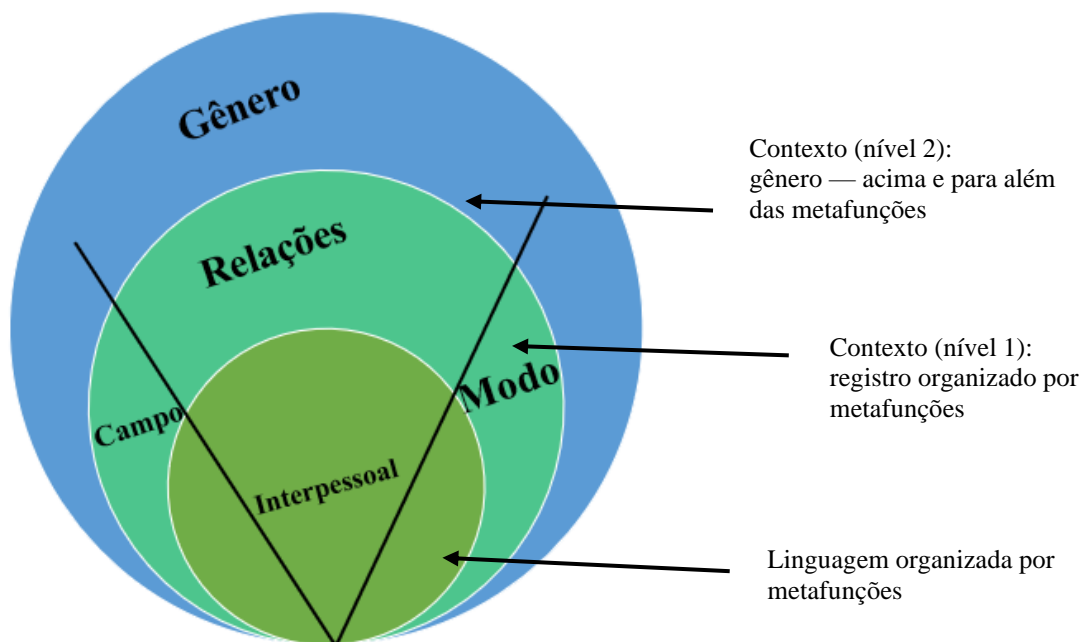 Gênero
Relações
Campo
Modo
Interpessoal
Contexto (nível 2):
gênero — acima e para além
das metafunções
Contexto (nível 1):
registro organizado por
metafunções
Linguagem organizada por
metafunções